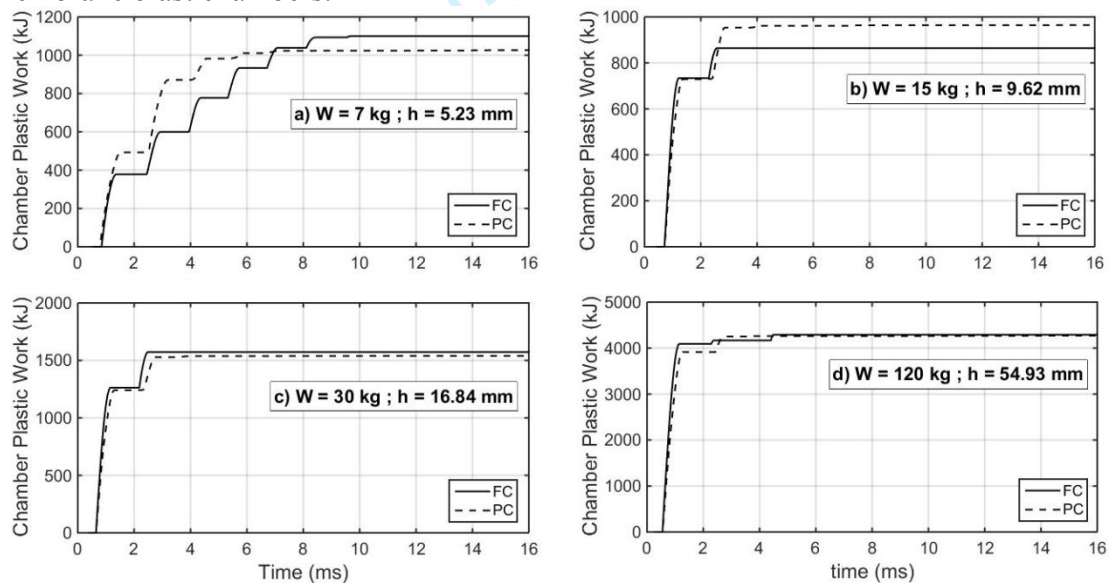 Chamber Plastic Work (kJ)
1200
1000
800
600
400
200
0
0 2 4 6 8 10 12 14 16
a) W = 7 kg ; h = 5.23 mm
FC
PC
Chamber Plastic Work (kJ)
1000
800
600
400
200
0
0 2 4 6 8 10 12 14 16
b) W = 15 kg ; h = 9.62 mm
FC
PC
Chamber Plastic Work (kJ)
2000
1500
1000
500
0
0 2 4 6 8 10 12 14 16
Time (ms)
c) W = 30 kg ; h = 16.84 mm
FC
PC
Chamber Plastic Work (kJ)
5000
4000
3000
2000
1000
0
0 2 4 6 8 10 12 14 16
time (ms)
d) W = 120 kg ; h = 54.93 mm
FC
PC